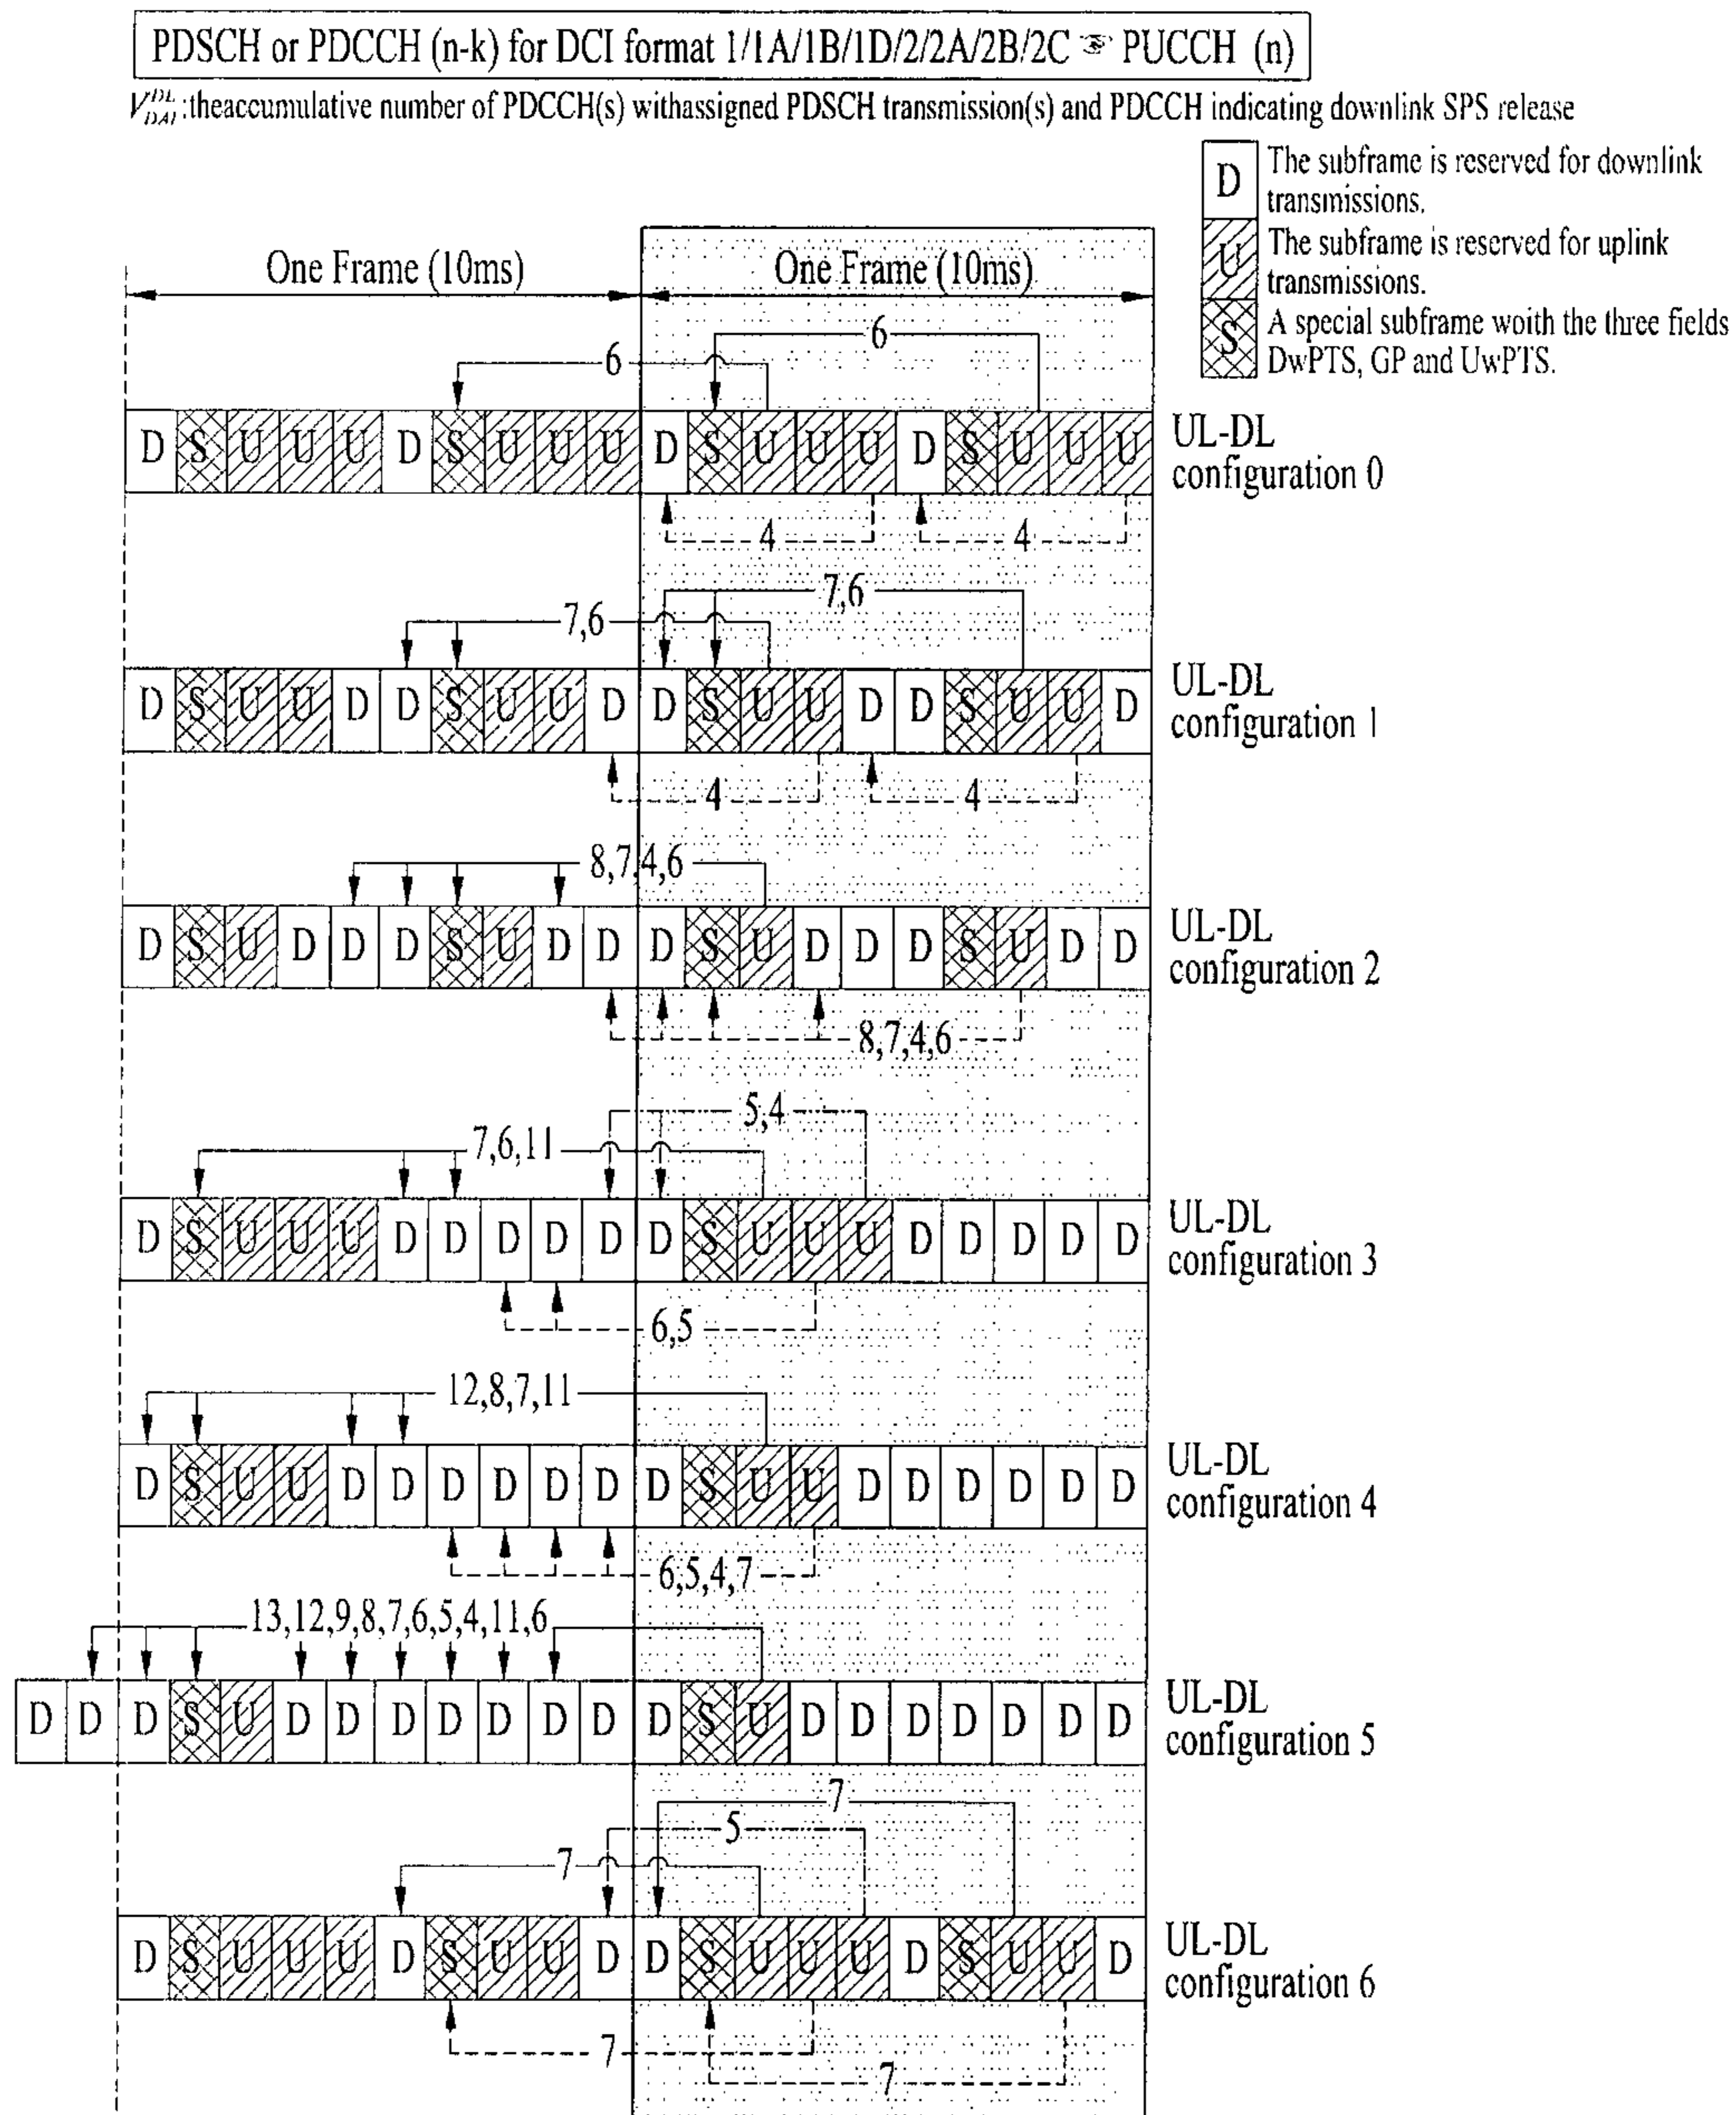 PDSCH or PDCCH (n-k) for DCI format 1/1A/1B/1D/2/2A/2B/2C ☞ PUCCH (n)
V_{DAI}^{DL} :theaccumulative number of PDCCH(s) withassigned PDSCH transmission(s) and PDCCH indicating downlink SPS release
D The subframe is reserved for downlink
transmissions.
U The subframe is reserved for uplink
transmissions.
S A special subframe woith the three fields
DwPTS, GP and UwPTS.
One Frame (10ms) One Frame (10ms)
6 6
D S U U U D S U U U D S U U U D S U U U
UL-DL
configuration 0
4 4
7,6 7,6
D S U U D D S U U D D S U U D D S U U D
UL-DL
configuration 1
4 4
8,7,4,6
D S U D D D S U D D D S U D D D S U D D
UL-DL
configuration 2
8,7,4,6
5,4
7,6,11
D S U U U D D D D D D S U U U D D D D D
UL-DL
configuration 3
6,5
12,8,7,11
D S U U D D D D D D D S U U D D D D D D
UL-DL
configuration 4
6,5,4,7
13,12,9,8,7,6,5,4,11,6
D D D S U D D D D D D D D S U D D D D D D D
UL-DL
configuration 5
7
5
7
D S U U U D S U U D D S U U U D S U U D
UL-DL
configuration 6
7
7